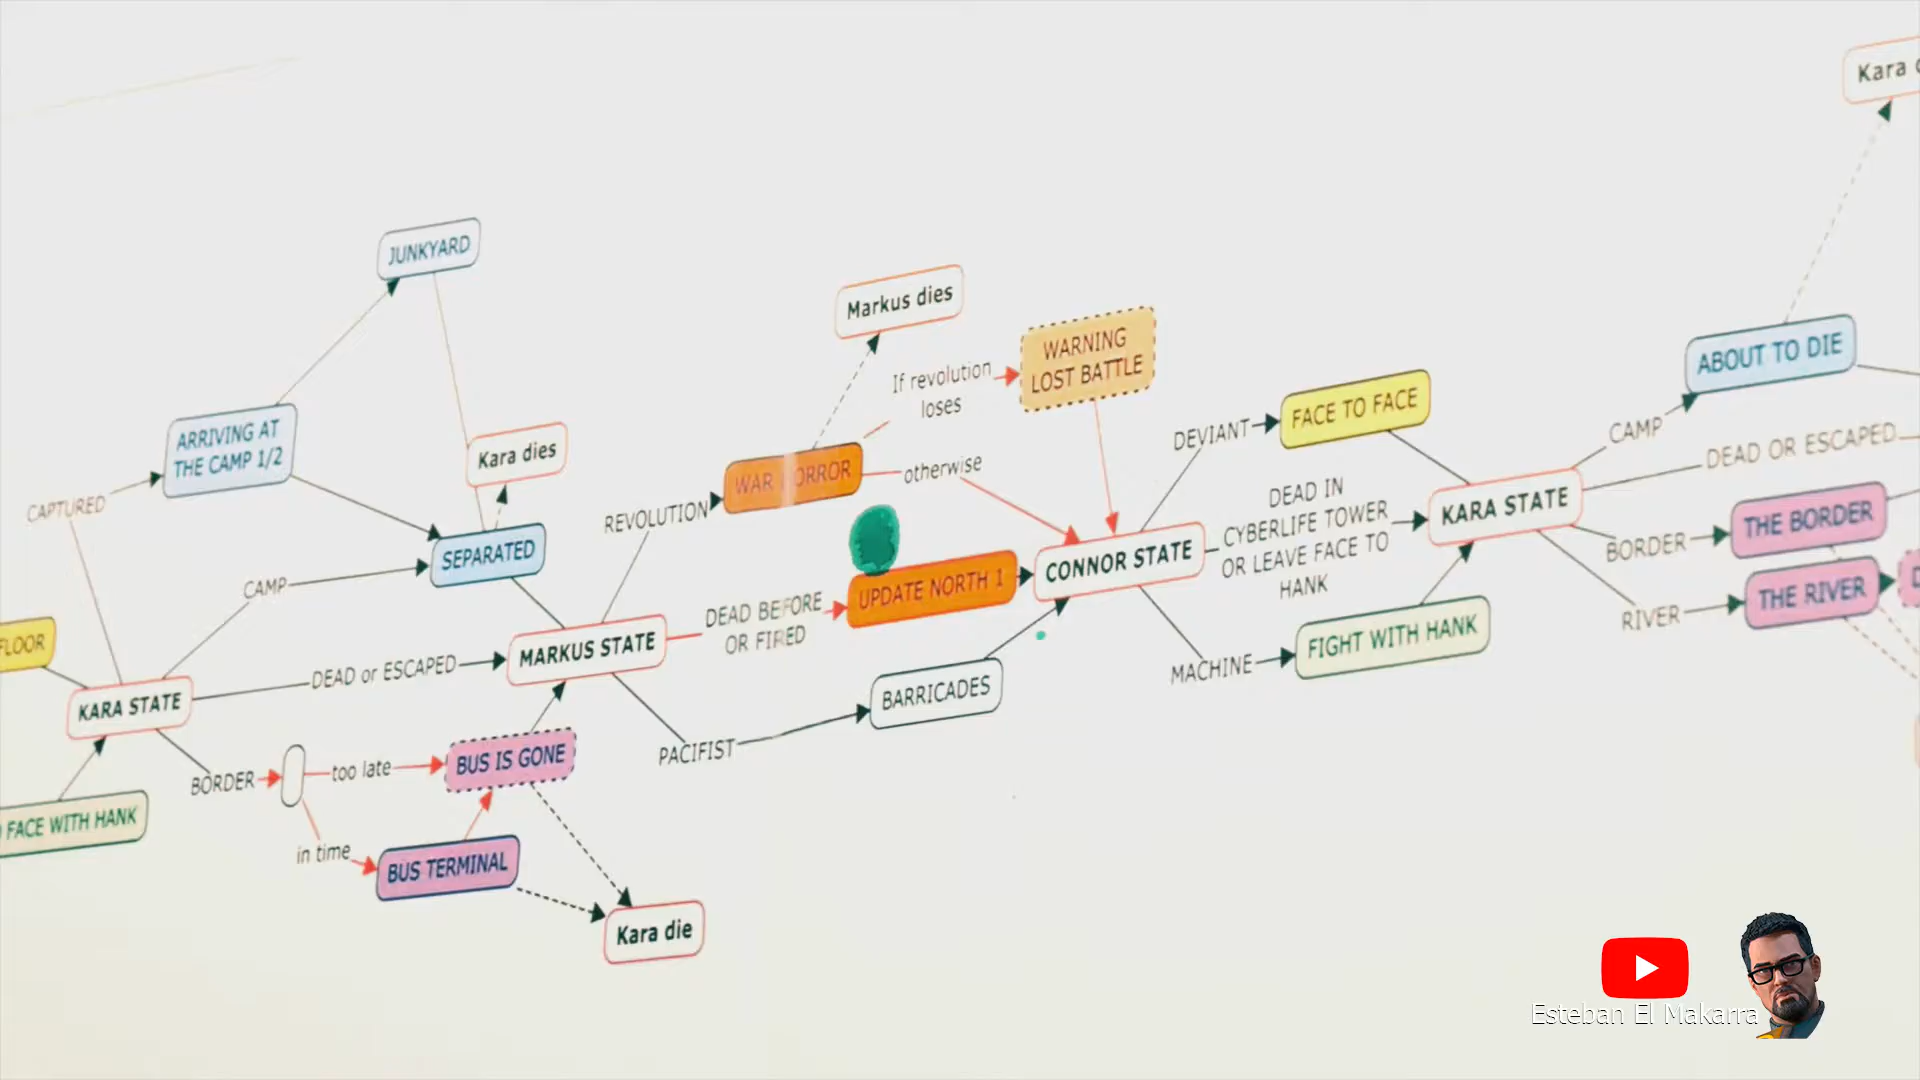 Kara
JUNKYARD
Markus dies
If revolution
loses
WARNING
LOST BATTLE
ABOUT TO DIE
FACE TO FACE
ARRIVING AT
THE CAMP 1/2
Kara dies
DEVIANT
CAMP
DEAD OR ESCAPED
CAPTURED
REVOLUTION
WAR HORROR
otherwise
SEPARATED
CAMP
UPDATE NORTH 1
CONNOR STATE
DEAD IN
CYBERLIFE TOWER
OR LEAVE FACE TO
HANK
KARA STATE
BORDER
THE BORDER
RIVER
THE RIVER
FLOOR
KARA STATE
DEAD or ESCAPED
MARKUS STATE
DEAD BEFORE
OR FIRED
PACIFIST
BARRICADES
MACHINE
FIGHT WITH HANK
FACE WITH HANK
BORDER
too late
BUS IS GONE
in time
BUS TERMINAL
Kara die
Esteban El Makarra